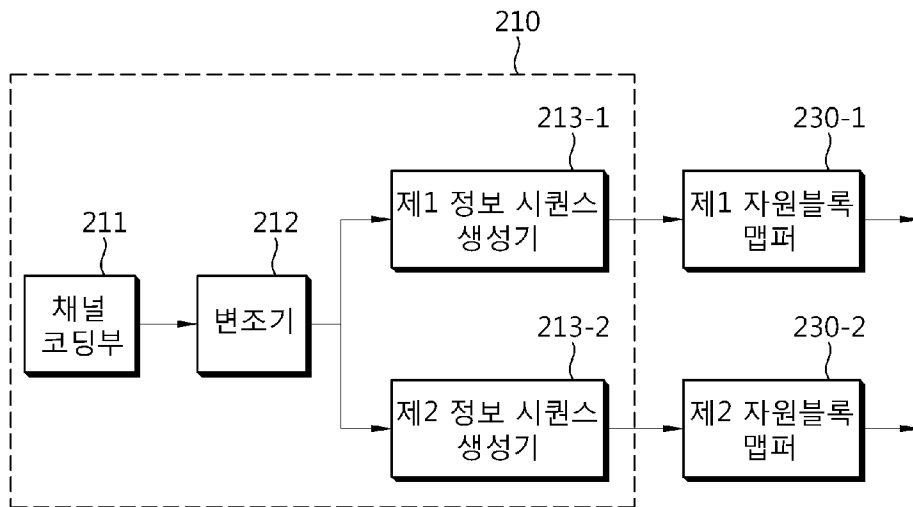 210
213-1
230-1
제1 정보 시퀀스
생성기
제1 자원블록
맵퍼
211
212
채널
코딩부
변조기
213-2
230-2
제2 정보 시퀀스
생성기
제2 자원블록
맵퍼